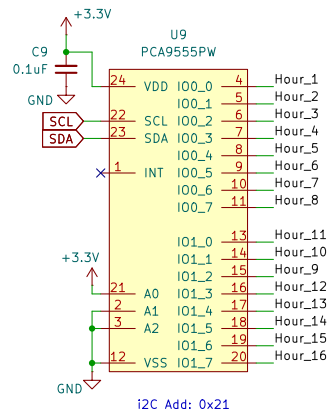 +3.3V
U9
PCA9555PW
C9
0.1uF
GND
24 VDD IO0_0 4 Hour_1
IO0_1 5 Hour_2
SCL 22 SCL IO0_2 6 Hour_3
SDA 23 SDA IO0_3 7 Hour_4
IO0_4 8 Hour_5
1 INT IO0_5 9 Hour_6
IO0_6 10 Hour_7
IO0_7 11 Hour_8
IO1_0 13 Hour_11
IO1_1 14 Hour_10
+3.3V
IO1_2 15 Hour_9
21 A0 IO1_3 16 Hour_12
2 A1 IO1_4 17 Hour_13
3 A2 IO1_5 18 Hour_14
IO1_6 19 Hour_15
12 VSS IO1_7 20 Hour_16
GND
i2C Add: 0x21